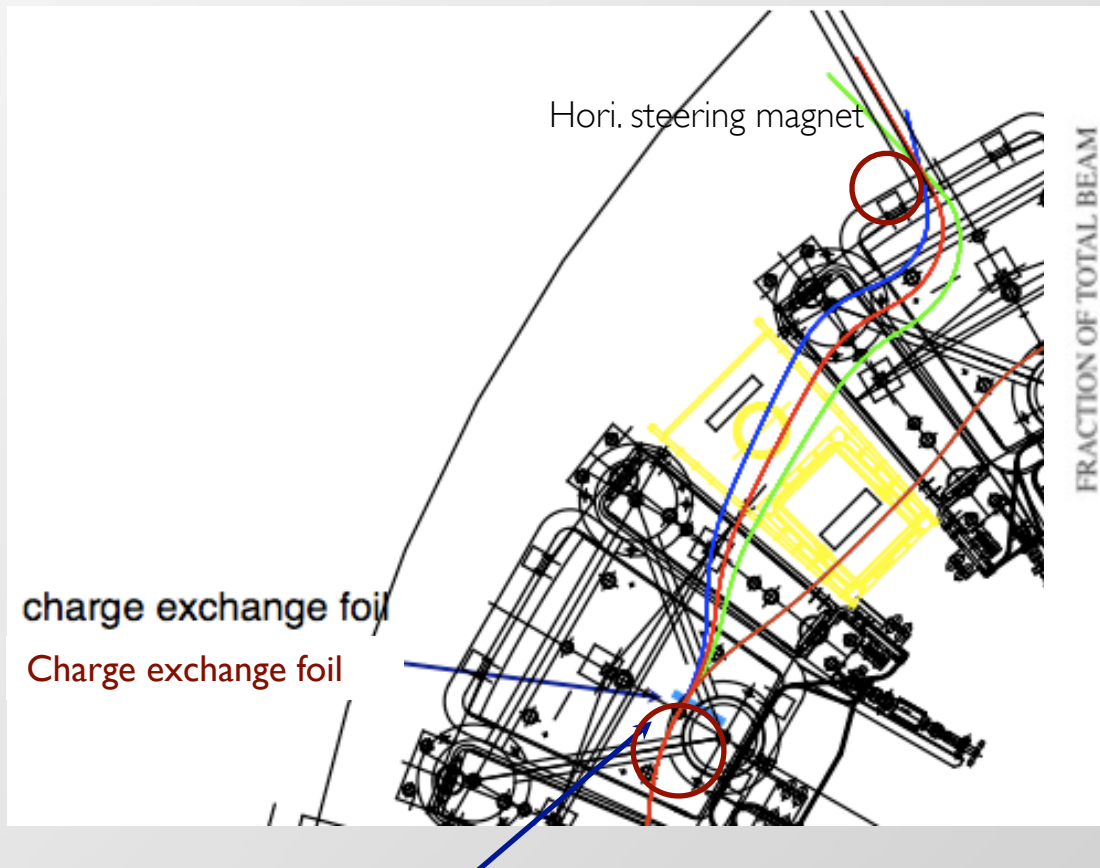 Hori. steering magnet
FRACTION OF TOTAL BEAM
charge exchange foil
Charge exchange foil